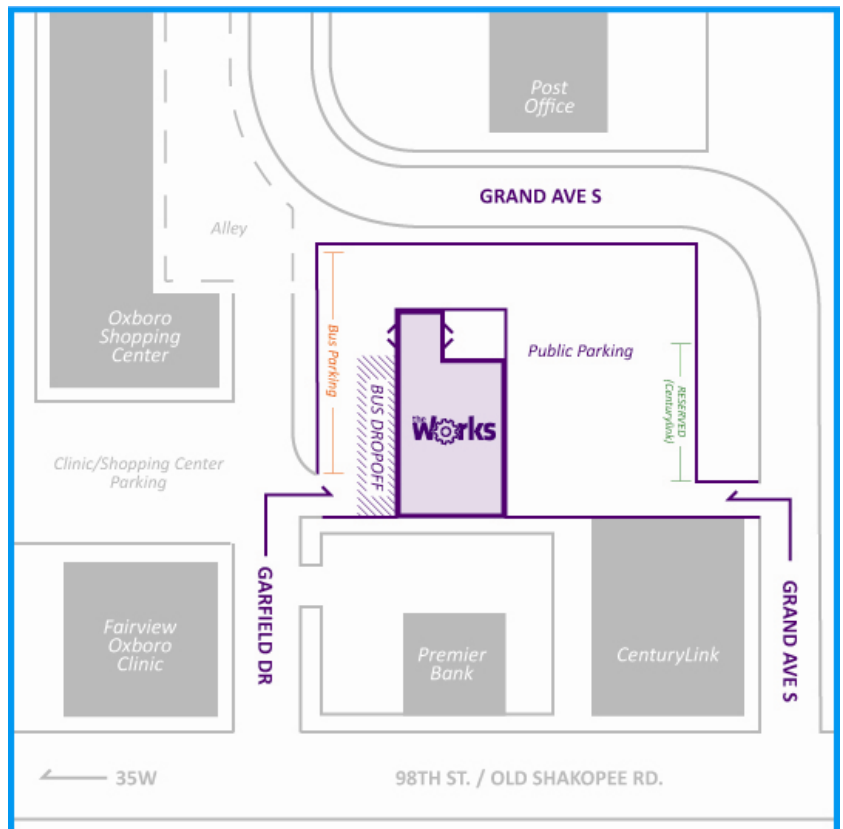 Post
Office
GRAND AVE S
Alley
Oxboro
Shopping
Center
Bus Parking
BUS DROPOFF
the
Works
Public Parking
RESERVED
(Centurylink)
Clinic/Shopping Center
Parking
GARFIELD DR
GRAND AVE S
Fairview
Oxboro
Clinic
Premier
Bank
CenturyLink
35W
98TH ST. / OLD SHAKOPEE RD.